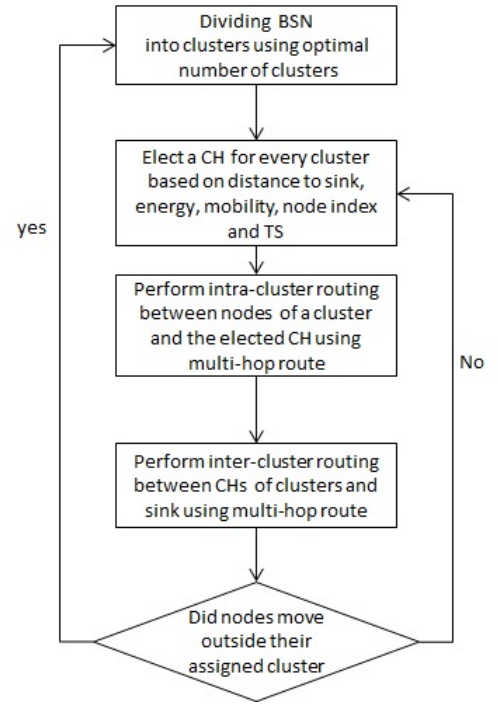 Dividing BSN
into clusters using optimal
number of clusters
Elect a CH for every cluster
based on distance to sink,
energy, mobility, node index
and TS
yes
Perform intra-cluster routing
between nodes of a cluster
and the elected CH using
multi-hop route
No
Perform inter-cluster routing
between CHs of clusters and
sink using multi-hop route
Did nodes move
outside their
assigned cluster